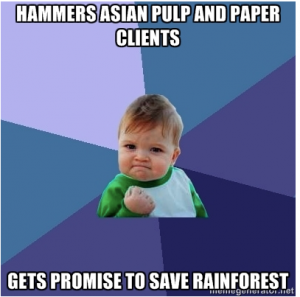 HAMMERS ASIAN PULP AND PAPER
CLIENTS
GETS PROMISE TO SAVE RAINFOREST
memegenerator.net